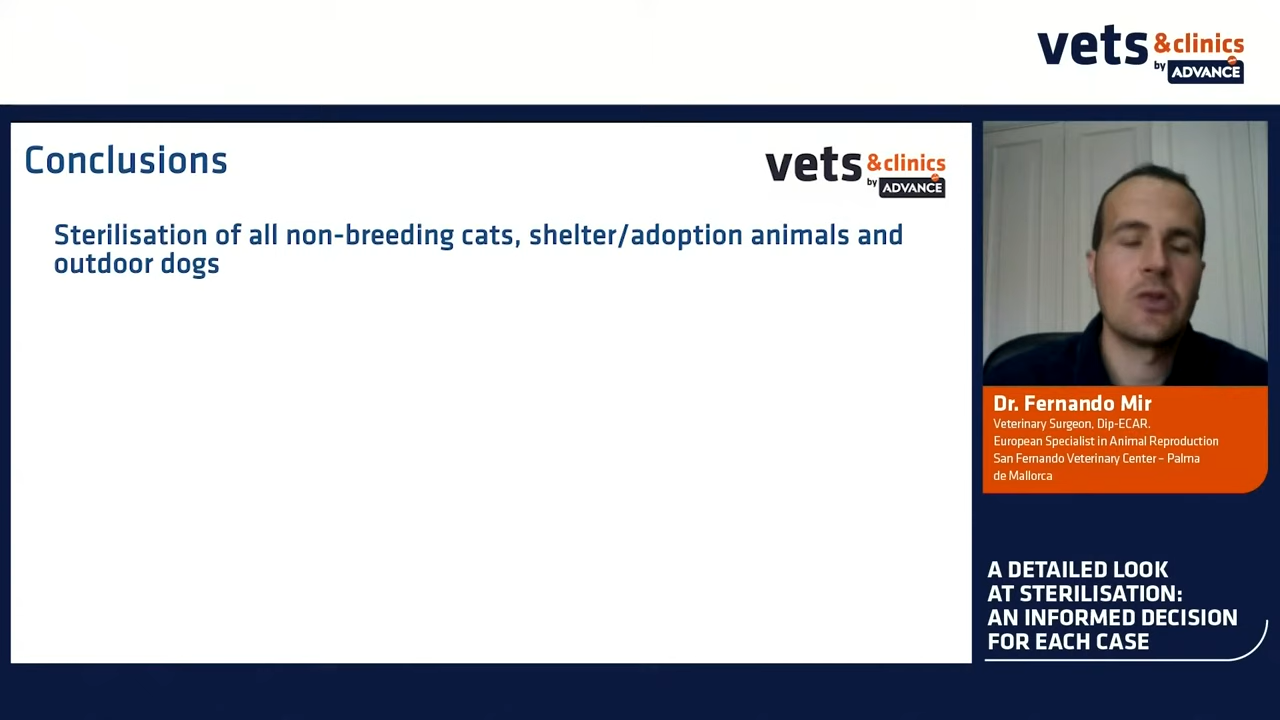 vets &clinics
by ADVANCE
Conclusions
vets &clinics
by ADVANCE
Sterilisation of all non-breeding cats, shelter/adoption animals and
outdoor dogs
Dr. Fernando Mir
Veterinary Surgeon, Dip-ECAR.
European Specialist in Animal Reproduction
San Fernando Veterinary Center – Palma
de Mallorca
A DETAILED LOOK
AT STERILISATION:
AN INFORMED DECISION
FOR EACH CASE